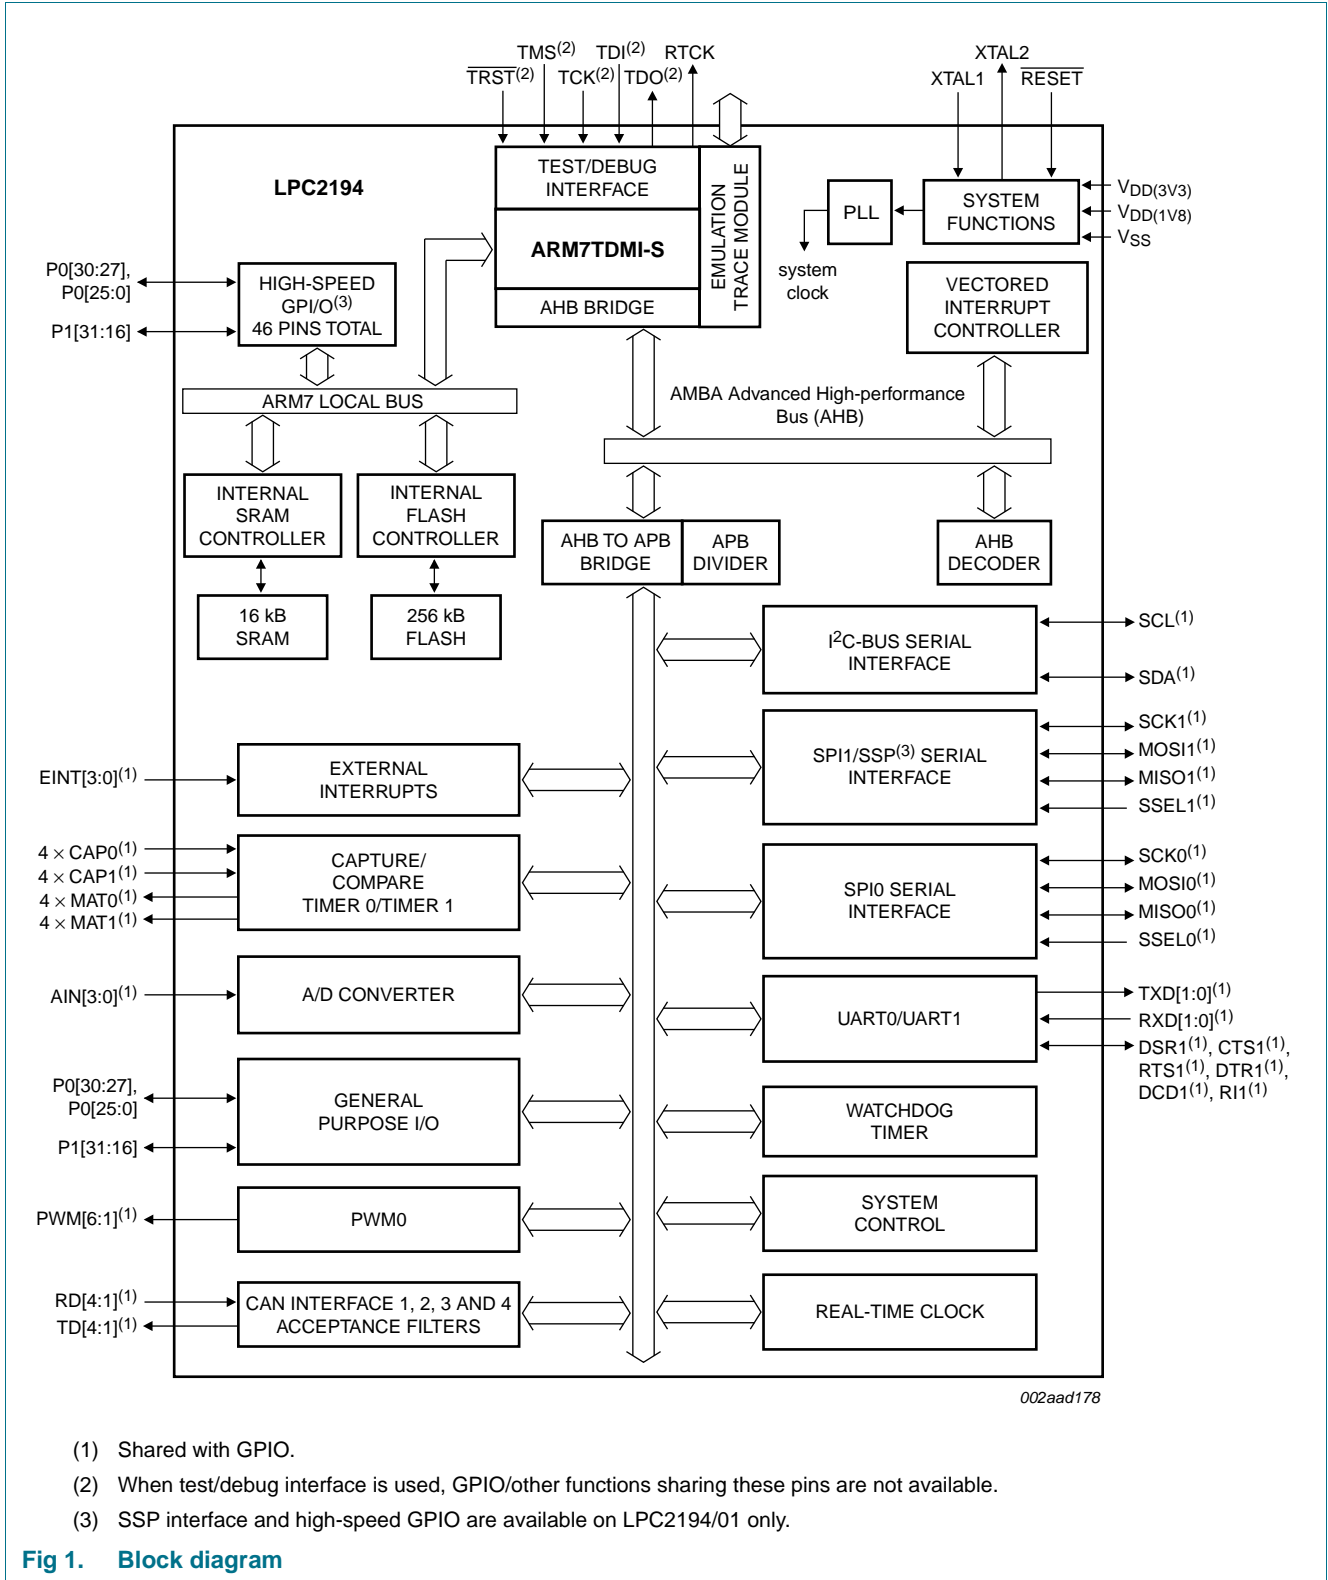 TMS(2) TDI(2) RTCK
TRST(2) TCK(2) TDO(2)
XTAL2
XTAL1 RESET
LPC2194
TEST/DEBUG
INTERFACE
ARM7TDMI-S
AHB BRIDGE
EMULATION
TRACE MODULE
PLL
SYSTEM
FUNCTIONS
VDD(3V3)
VDD(1V8)
VSS
system
clock
P0[30:27],
P0[25:0]
P1[31:16]
HIGH-SPEED
GPI/O(3)
46 PINS TOTAL
VECTORED
INTERRUPT
CONTROLLER
ARM7 LOCAL BUS
AMBA Advanced High-performance
Bus (AHB)
INTERNAL
SRAM
CONTROLLER
INTERNAL
FLASH
CONTROLLER
16 kB
SRAM
256 kB
FLASH
AHB TO APB
BRIDGE
APB
DIVIDER
AHB
DECODER
I2C-BUS SERIAL
INTERFACE
SCL(1)
SDA(1)
SPI1/SSP(3) SERIAL
INTERFACE
SCK1(1)
MOSI1(1)
MISO1(1)
SSEL1(1)
EINT[3:0](1)
EXTERNAL
INTERRUPTS
4 × CAP0(1)
4 × CAP1(1)
4 × MAT0(1)
4 × MAT1(1)
CAPTURE/
COMPARE
TIMER 0/TIMER 1
SPI0 SERIAL
INTERFACE
SCK0(1)
MOSI0(1)
MISO0(1)
SSEL0(1)
AIN[3:0](1)
A/D CONVERTER
UART0/UART1
TXD[1:0](1)
RXD[1:0](1)
DSR1(1), CTS1(1),
RTS1(1), DTR1(1),
DCD1(1), RI1(1)
P0[30:27],
P0[25:0]
P1[31:16]
GENERAL
PURPOSE I/O
WATCHDOG
TIMER
PWM[6:1](1)
PWM0
SYSTEM
CONTROL
RD[4:1](1)
TD[4:1](1)
CAN INTERFACE 1, 2, 3 AND 4
ACCEPTANCE FILTERS
REAL-TIME CLOCK
002aad178
(1) Shared with GPIO.
(2) When test/debug interface is used, GPIO/other functions sharing these pins are not available.
(3) SSP interface and high-speed GPIO are available on LPC2194/01 only.
Fig 1. Block diagram